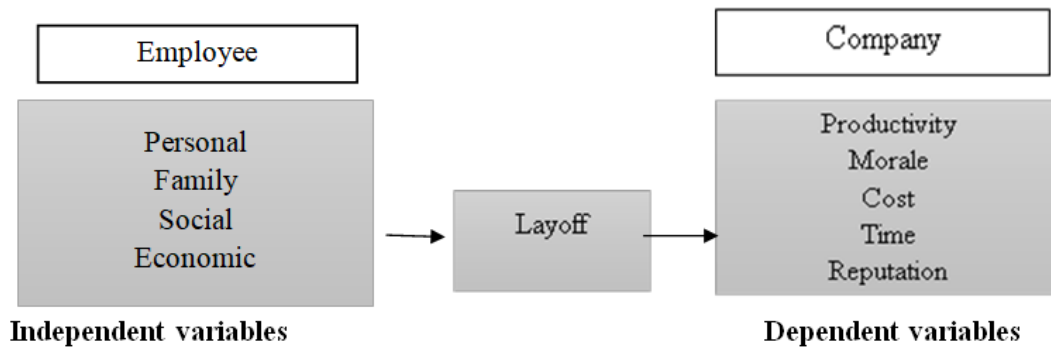 Employee
Personal
Family
Social
Economic
Independent variables
Layoff
Company
Productivity
Morale
Cost
Time
Reputation
Dependent variables